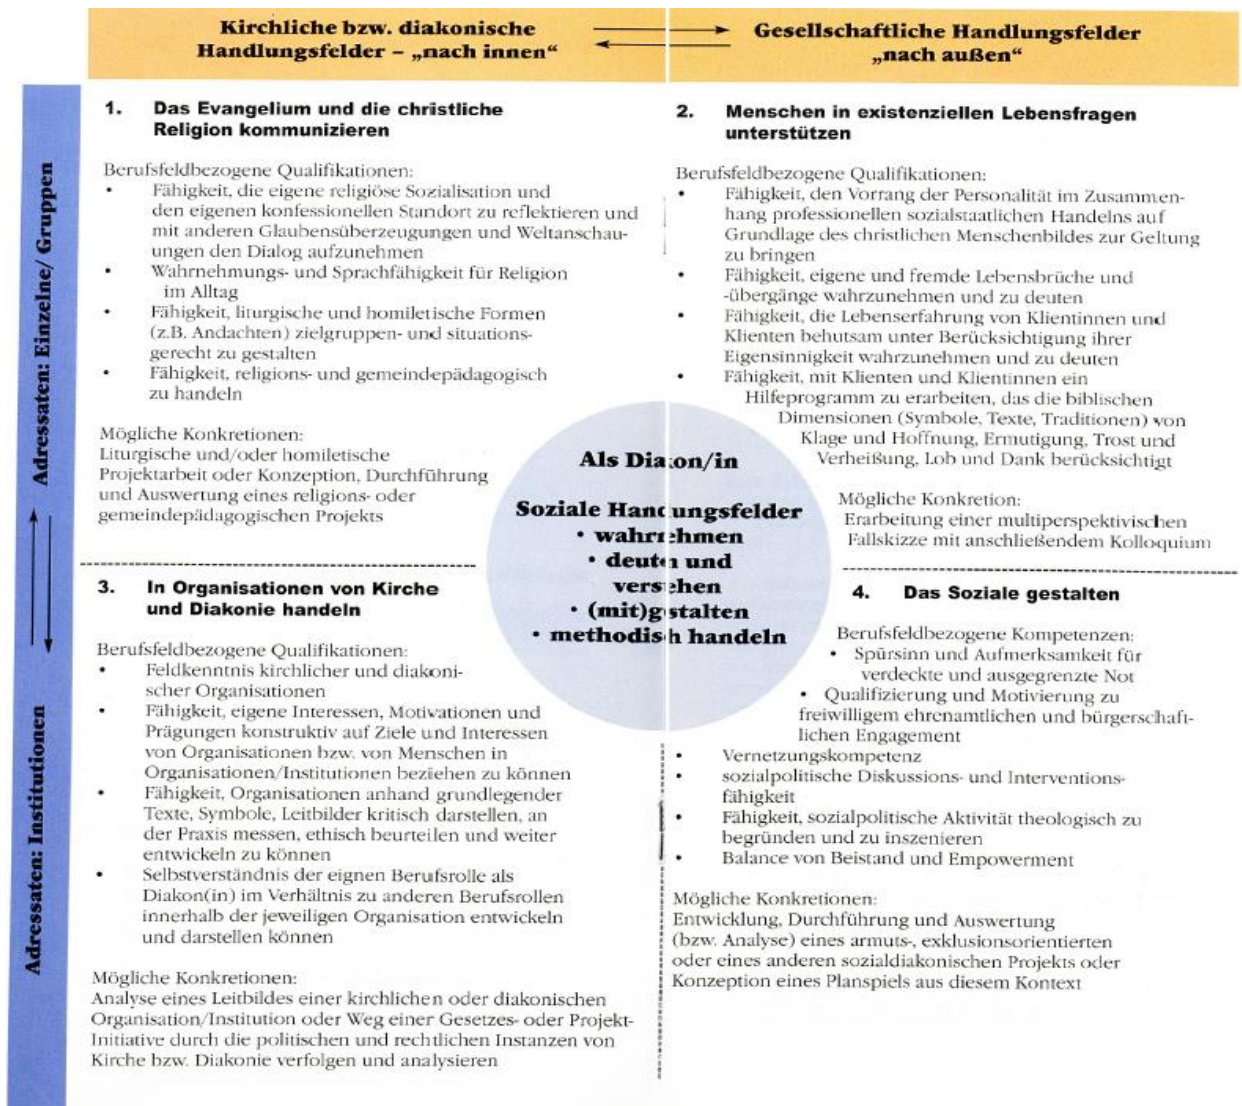 Kirchliche bzw. diakonische
Handlungsfelder – „nach innen“
Gesellschaftliche Handlungsfelder
„nach außen“
Adressaten: Einzelne/ Gruppen
Adressaten: Institutionen
1. Das Evangelium und die christliche
Religion kommunizieren
Berufsfeldbezogene Qualifikationen:
• Fähigkeit, die eigene religiöse Sozialisation und
den eigenen konfessionellen Standort zu reflektieren und
mit anderen Glaubensüberzeugungen und Weltanschau-
ungen den Dialog aufzunehmen
• Wahrnehmungs- und Sprachfähigkeit für Religion
im Alltag
• Fähigkeit, liturgische und homiletische Formen
(z.B. Andachten) zielgruppen- und situations-
gerecht zu gestalten
• Fähigkeit, religions- und gemeindepädagogisch
zu handeln
Mögliche Konkretionen:
Liturgische und/oder homiletische
Projektarbeit oder Konzeption, Durchführung
und Auswertung eines religions- oder
gemeindepädagogischen Projekts
2. Menschen in existenziellen Lebensfragen
unterstützen
Berufsfeldbezogene Qualifikationen:
• Fähigkeit, den Vorrang der Personalität im Zusammen-
hang professionellen sozialstaatlichen Handelns auf
Grundlage des christlichen Menschenbildes zur Geltung
zu bringen
• Fähigkeit, eigene und fremde Lebensbrüche und
-übergänge wahrzunehmen und zu deuten
• Fähigkeit, die Lebenserfahrung von Klientinnen und
Klienten behutsam unter Berücksichtigung ihrer
Eigensinnigkeit wahrzunehmen und zu deuten
• Fähigkeit, mit Klienten und Klientinnen ein
Hilfeprogramm zu erarbeiten, das die biblischen
Dimensionen (Symbole, Texte, Traditionen) von
Klage und Hoffnung, Ermutigung, Trost und
Verheißung, Lob und Dank berücksichtigt
Mögliche Konkretion:
Erarbeitung einer multiperspektivischen
Fallskizze mit anschließendem Kolloquium
Als Diakon/in
Soziale Handlungsfelder
• wahrnehmen
• deuten und
verstehen
• (mit)gestalten
• methodisch handeln
3. In Organisationen von Kirche
und Diakonie handeln
Berufsfeldbezogene Qualifikationen:
• Feldkenntnis kirchlicher und diakoni-
scher Organisationen
• Fähigkeit, eigene Interessen, Motivationen und
Prägungen konstruktiv auf Ziele und Interessen
von Organisationen bzw. von Menschen in
Organisationen/Institutionen beziehen zu können
• Fähigkeit, Organisationen anhand grundlegender
Texte, Symbole, Leitbilder kritisch darstellen, an
der Praxis messen, ethisch beurteilen und weiter
entwickeln zu können
• Selbstverständnis der eignen Berufsrolle als
Diakon(in) im Verhältnis zu anderen Berufsrollen
innerhalb der jeweiligen Organisation entwickeln
und darstellen können
Mögliche Konkretionen:
Analyse eines Leitbildes einer kirchlichen oder diakonischen
Organisation/Institution oder Weg einer Gesetzes- oder Projekt-
Initiative durch die politischen und rechtlichen Instanzen von
Kirche bzw. Diakonie verfolgen und analysieren
4. Das Soziale gestalten
Berufsfeldbezogene Kompetenzen:
• Spürsinn und Aufmerksamkeit für
verdeckte und ausgegrenzte Not
• Qualifizierung und Motivierung zu
freiwilligem ehrenamtlichen und bürgerschaft-
lichen Engagement
• Vernetzungskompetenz
• sozialpolitische Diskussions- und Interventions-
fähigkeit
• Fähigkeit, sozialpolitische Aktivität theologisch zu
begründen und zu inszenieren
• Balance von Beistand und Empowerment
Mögliche Konkretionen:
Entwicklung, Durchführung und Auswertung
(bzw. Analyse) eines armuts-, exklusionsorientierten
oder eines anderen sozialdiakonischen Projekts oder
Konzeption eines Planspiels aus diesem Kontext